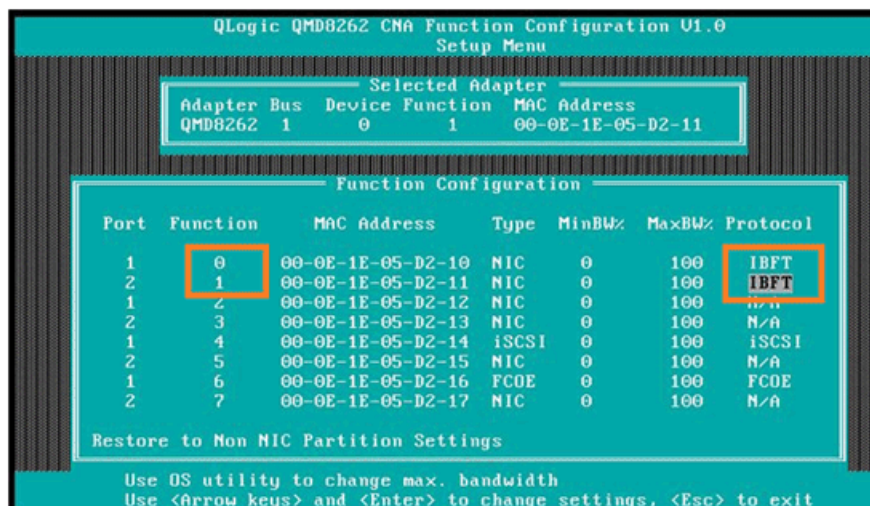 QLogic QMD8262 CNA Function Configuration V1.0
Setup Menu
Selected Adapter
Adapter Bus Device Function MAC Address
QMD8262 1 0 1 00-0E-1E-05-D2-11
Function Configuration
Port Function MAC Address Type MinBW% MaxBW% Protocol
1 0 00-0E-1E-05-D2-10 NIC 0 100 IBFT
2 1 00-0E-1E-05-D2-11 NIC 0 100 IBFT
1 2 00-0E-1E-05-D2-12 NIC 0 100 N/A
2 3 00-0E-1E-05-D2-13 NIC 0 100 N/A
1 4 00-0E-1E-05-D2-14 iSCSI 0 100 iSCSI
2 5 00-0E-1E-05-D2-15 NIC 0 100 N/A
1 6 00-0E-1E-05-D2-16 FCOE 0 100 FCOE
2 7 00-0E-1E-05-D2-17 NIC 0 100 N/A
Restore to Non NIC Partition Settings
Use OS utility to change max. bandwidth
Use <Arrow keys> and <Enter> to change settings, <Esc> to exit